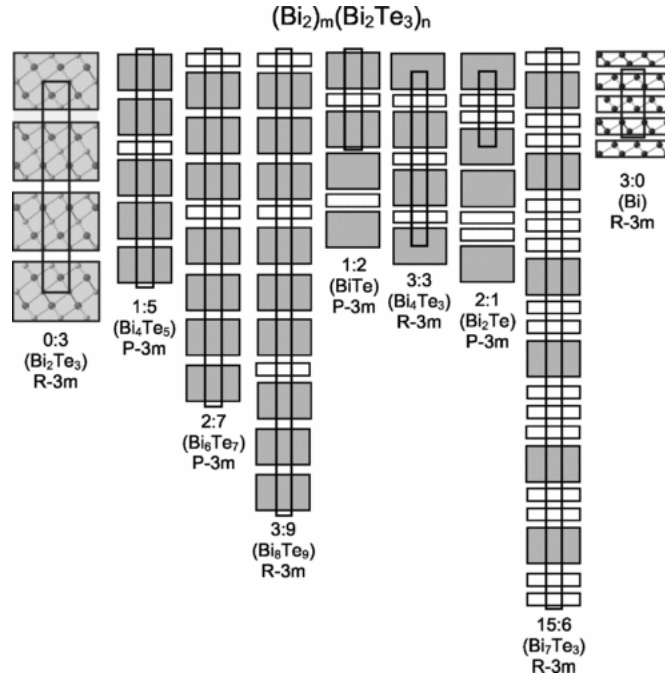 (Bi₂)ₘ(Bi₂Te₃)ₙ
0:3
(Bi₂Te₃)
R-3m
1:5
(Bi₄Te₅)
P-3m
2:7
(Bi₆Te₇)
P-3m
3:9
(Bi₈Te₉)
R-3m
1:2
(BiTe)
P-3m
3:3
(Bi₄Te₃)
R-3m
2:1
(Bi₂Te)
P-3m
15:6
(Bi₇Te₃)
R-3m
3:0
(Bi)
R-3m